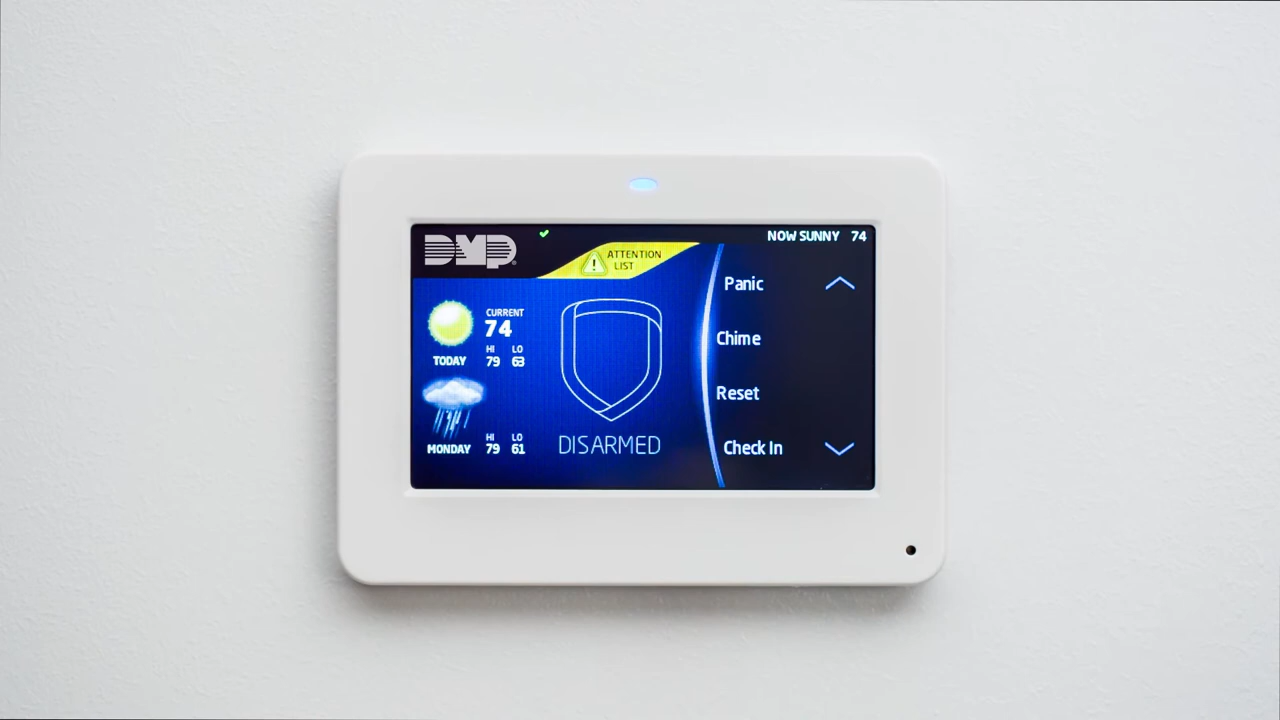 DMP®
NOW SUNNY 74
ATTENTION
LIST
CURRENT
74
HI LO
79 63
TODAY
HI LO
MONDAY 79 61
DISARMED
Panic
Chime
Reset
Check In